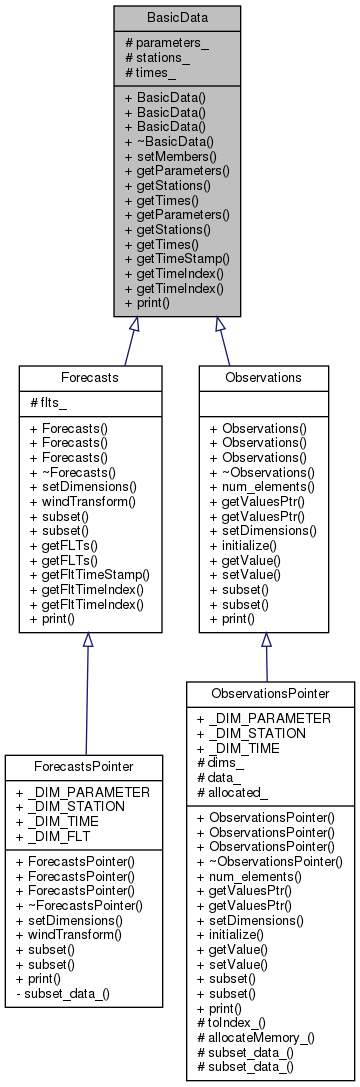 BasicData
# parameters_
# stations_
# times_
+ BasicData()
+ BasicData()
+ BasicData()
+ ~BasicData()
+ setMembers()
+ getParameters()
+ getStations()
+ getTimes()
+ getParameters()
+ getStations()
+ getTimes()
+ getTimeStamp()
+ getTimeIndex()
+ getTimeIndex()
+ print()
Forecasts
# flts_
+ Forecasts()
+ Forecasts()
+ Forecasts()
+ ~Forecasts()
+ setDimensions()
+ windTransform()
+ subset()
+ subset()
+ getFLTs()
+ getFLTs()
+ getFltTimeStamp()
+ getFltTimeIndex()
+ getFltTimeIndex()
+ print()
Observations
+ Observations()
+ Observations()
+ Observations()
+ ~Observations()
+ num_elements()
+ getValuesPtr()
+ getValuesPtr()
+ setDimensions()
+ initialize()
+ getValue()
+ setValue()
+ subset()
+ subset()
+ print()
ForecastsPointer
+ _DIM_PARAMETER
+ _DIM_STATION
+ _DIM_TIME
+ _DIM_FLT
+ ForecastsPointer()
+ ForecastsPointer()
+ ForecastsPointer()
+ ~ForecastsPointer()
+ setDimensions()
+ windTransform()
+ subset()
+ subset()
+ print()
- subset_data_()
ObservationsPointer
+ _DIM_PARAMETER
+ _DIM_STATION
+ _DIM_TIME
# dims_
# data_
# allocated_
+ ObservationsPointer()
+ ObservationsPointer()
+ ObservationsPointer()
+ ~ObservationsPointer()
+ num_elements()
+ getValuesPtr()
+ getValuesPtr()
+ setDimensions()
+ initialize()
+ getValue()
+ setValue()
+ subset()
+ subset()
+ print()
# toIndex_()
# allocateMemory_()
# subset_data_()
# subset_data_()